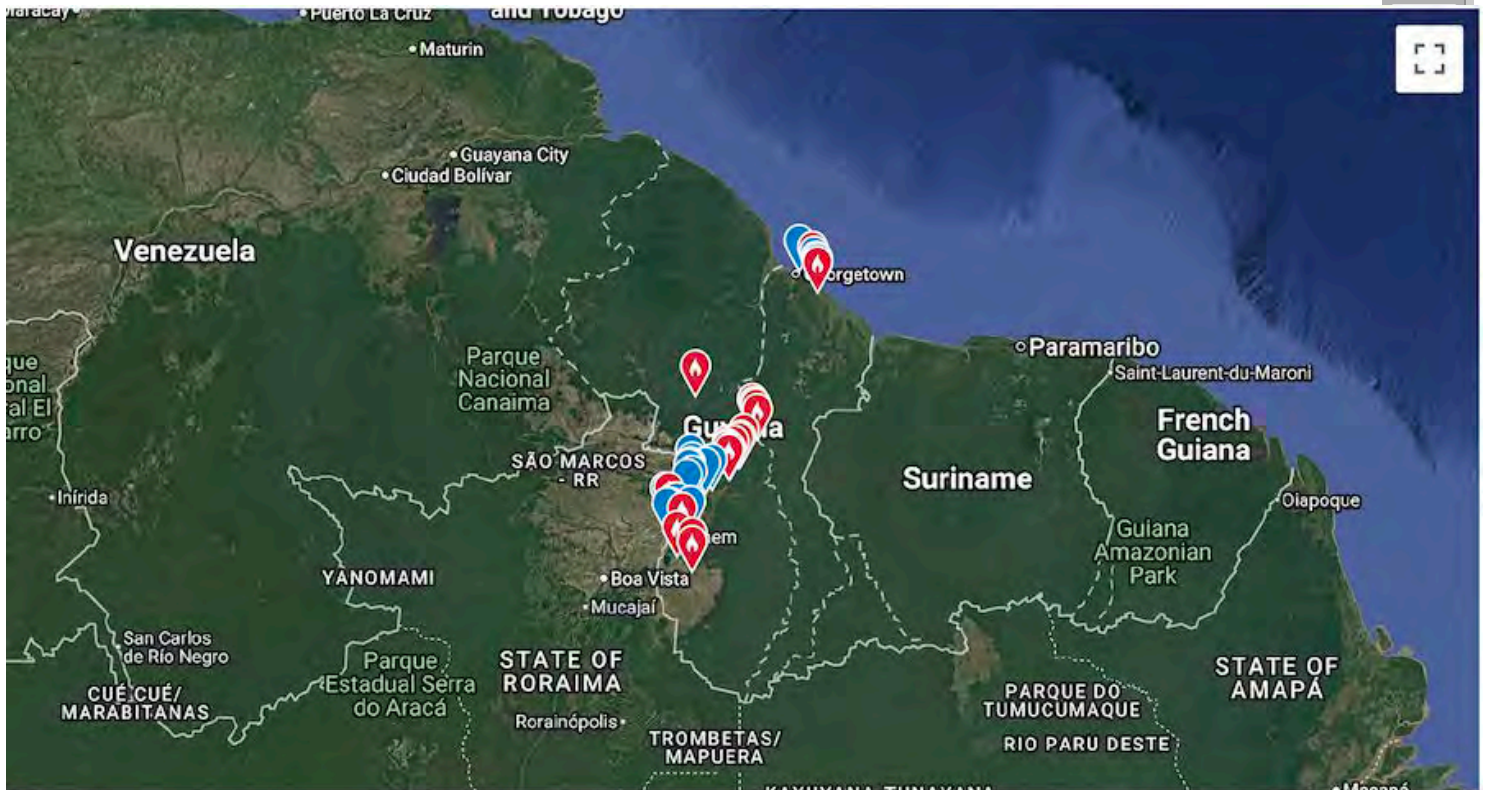 Puerto La Cruz
and Tobago
Maturin
Guayana City
Ciudad Bolívar
Venezuela
Georgetown
Paramaribo
Saint-Laurent-du-Maroni
Parque
Nacional
Canaima
French
Guiana
Guyana
SÃO MARCOS
- RR
Suriname
Inírida
Oiapoque
Guiana
Amazonian
Park
YANOMAMI
Boa Vista
Mucajaí
San Carlos
de Río Negro
Parque
Estadual Serra
do Aracá
STATE OF
RORAIMA
STATE OF
AMAPÁ
CUÉ CUÉ/
MARABITANAS
PARQUE DO
TUMUCUMAQUE
Rorainópolis
TROMBETAS/
MAPUERA
RIO PARU DESTE